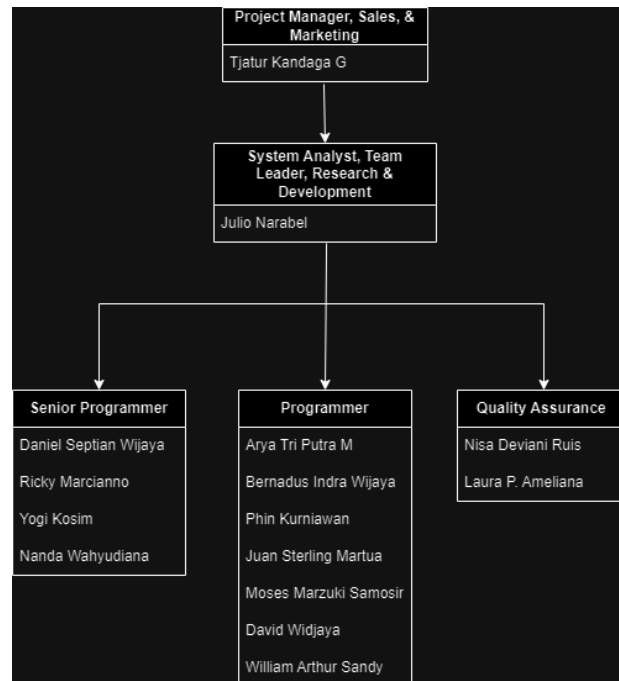 Project Manager, Sales, &
Marketing
Tjatur Kandaga G
System Analyst, Team
Leader, Research &
Development
Julio Narabel
Senior Programmer
Daniel Septian Wijaya
Ricky Marcianno
Yogi Kosim
Nanda Wahyudiana
Programmer
Arya Tri Putra M
Bernadus Indra Wijaya
Phin Kurniawan
Juan Sterling Martua
Moses Marzuki Samosir
David Widjaya
William Arthur Sandy
Quality Assurance
Nisa Deviani Ruis
Laura P. Ameliana